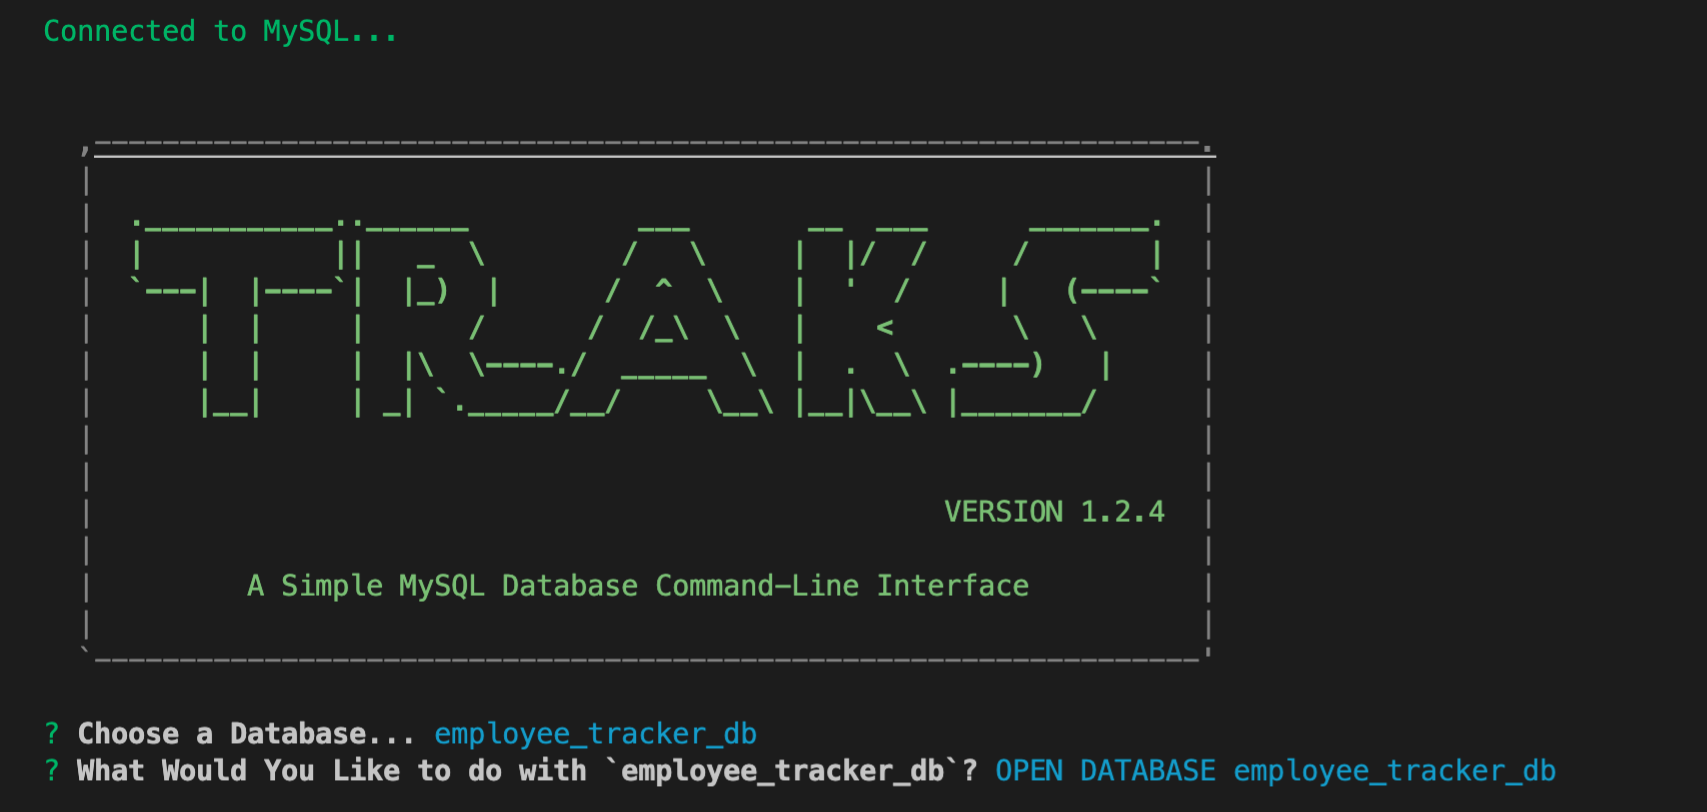 Connected to MySQL...
TRAKS
VERSION 1.2.4
A Simple MySQL Database Command-Line Interface
? Choose a Database... employee_tracker_db
? What Would You Like to do with `employee_tracker_db`? OPEN DATABASE employee_tracker_db